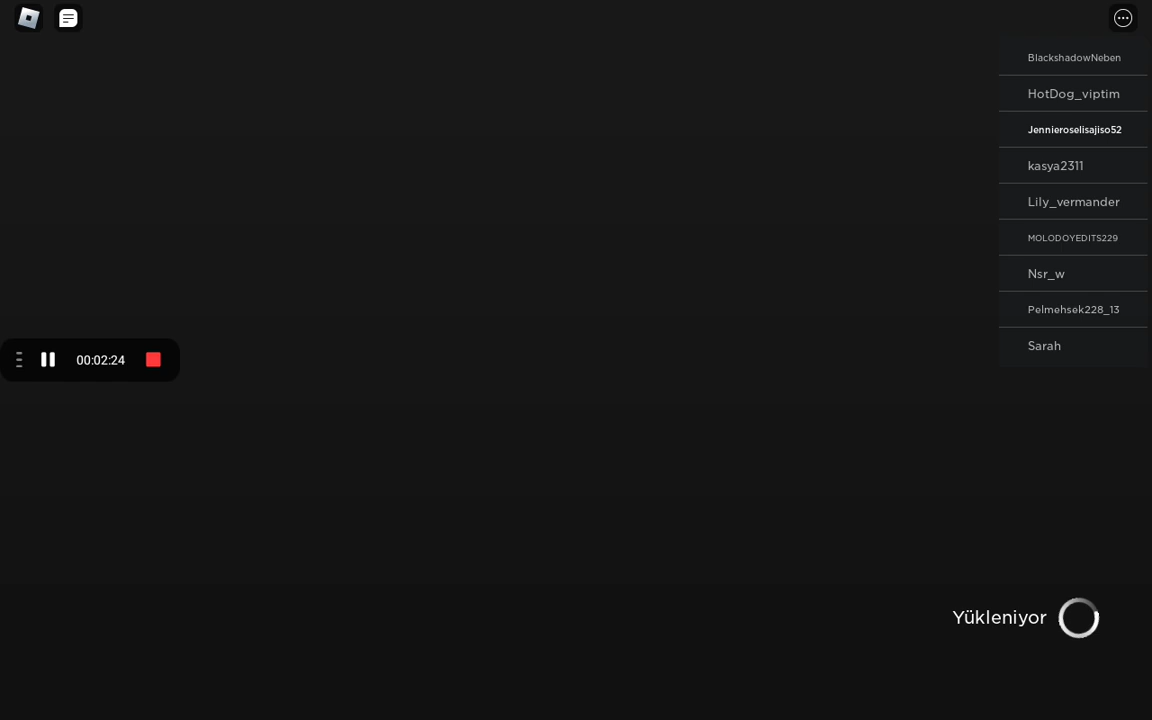 BlackshadowNeben
HotDog_viptim
Jennieroselisajiso52
kasya2311
Lily_vermander
MOLODOYEDITS229
Nsr_w
Pelmehsek228_13
Sarah
00:02:24
Yükleniyor